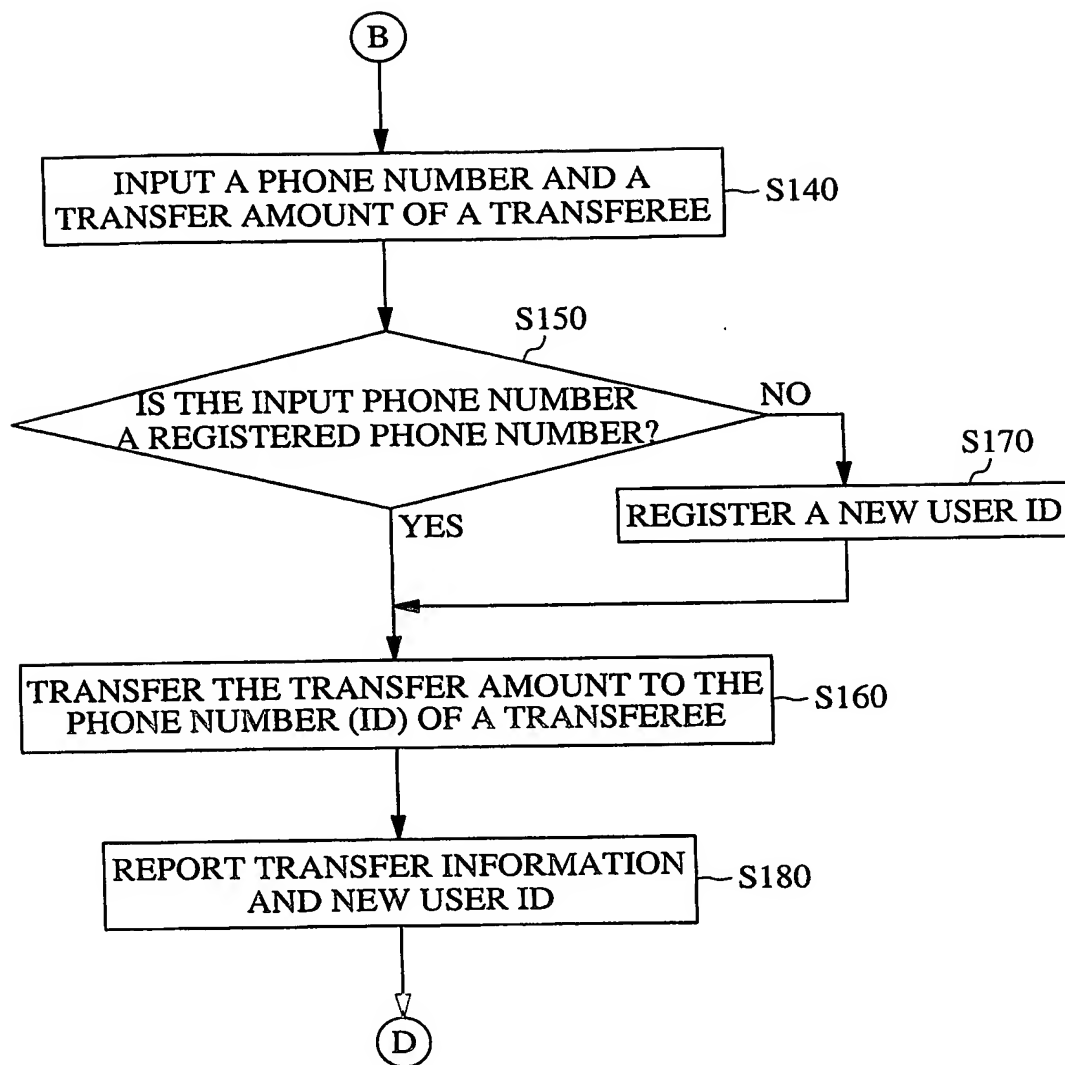 B
INPUT A PHONE NUMBER AND A
TRANSFER AMOUNT OF A TRANSFEREE
S140
S150
IS THE INPUT PHONE NUMBER
A REGISTERED PHONE NUMBER?
NO
S170
REGISTER A NEW USER ID
YES
TRANSFER THE TRANSFER AMOUNT TO THE
PHONE NUMBER (ID) OF A TRANSFEREE
S160
REPORT TRANSFER INFORMATION
AND NEW USER ID
S180
D